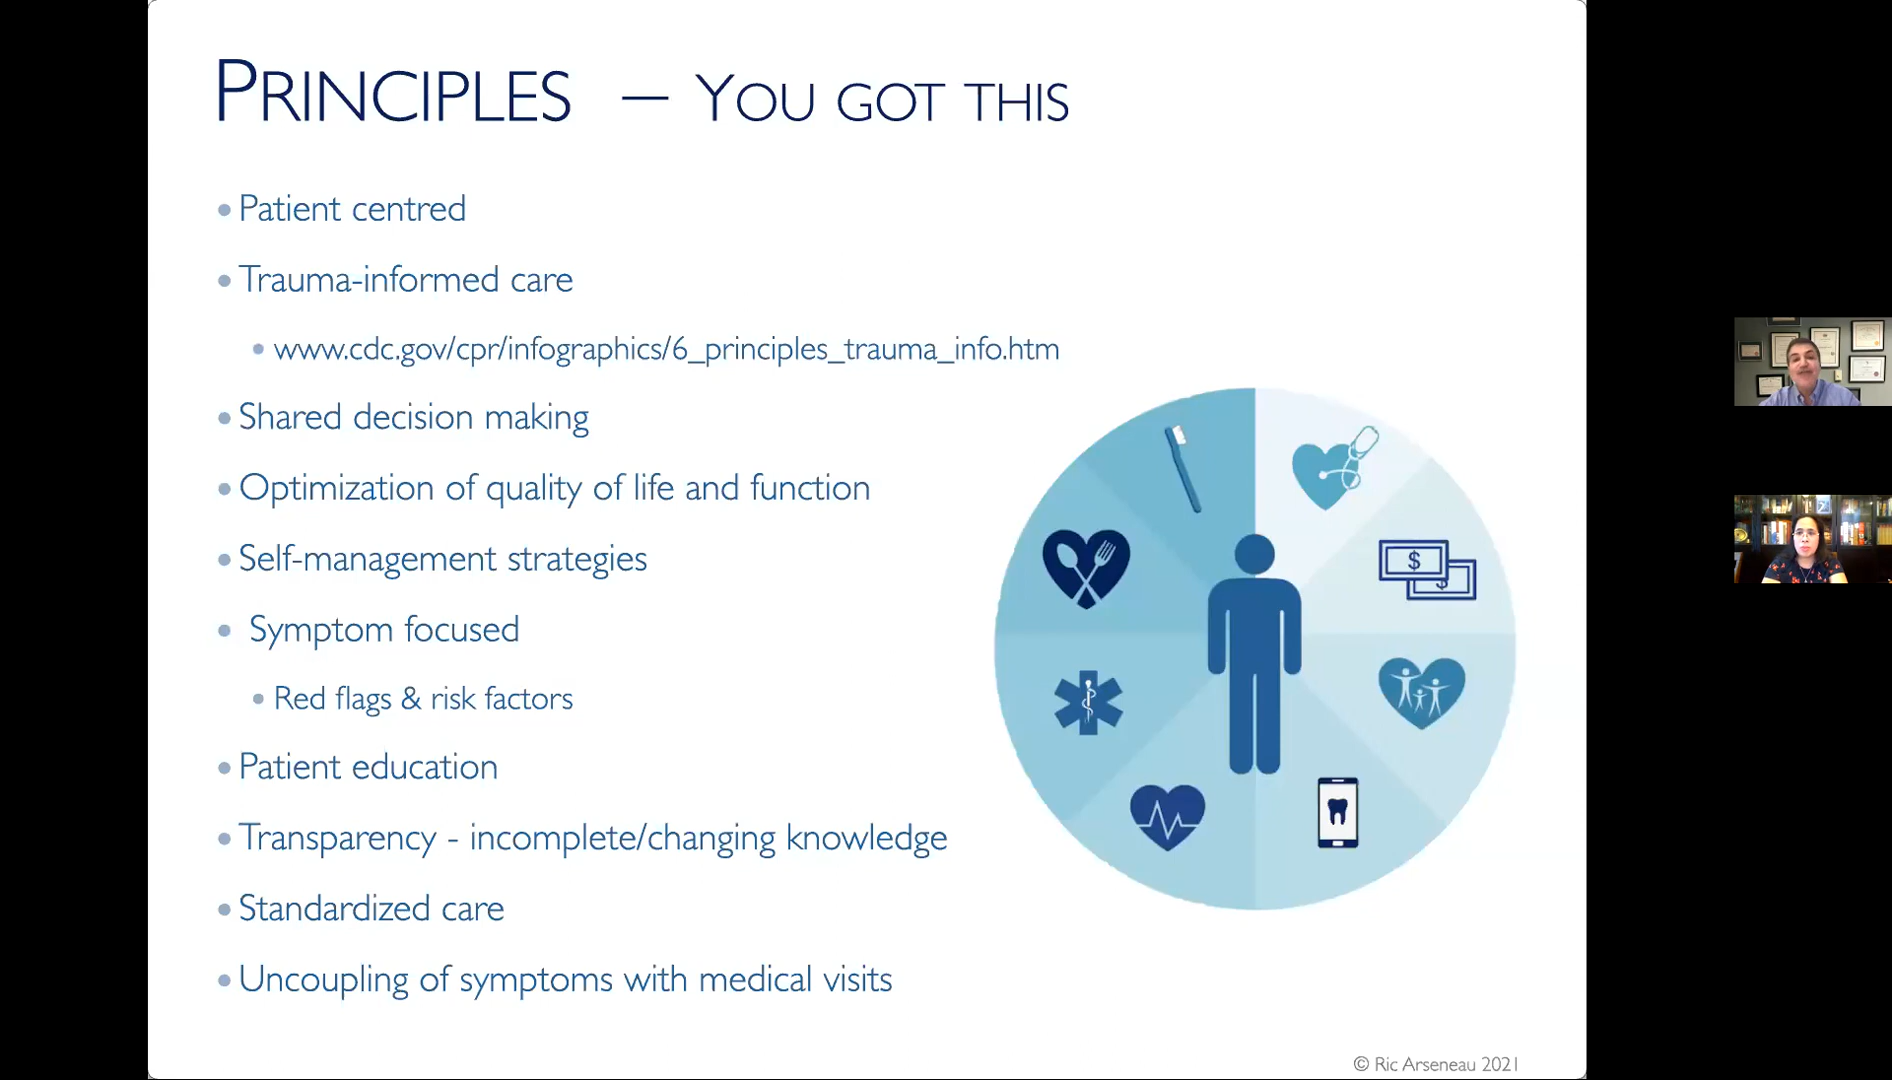 PRINCIPLES – YOU GOT THIS
• Patient centred
• Trauma-informed care
• www.cdc.gov/cpr/infographics/6_principles_trauma_info.htm
• Shared decision making
• Optimization of quality of life and function
• Self-management strategies
• Symptom focused
• Red flags & risk factors
• Patient education
• Transparency - incomplete/changing knowledge
• Standardized care
• Uncoupling of symptoms with medical visits
$
$
© Ric Arseneau 2021